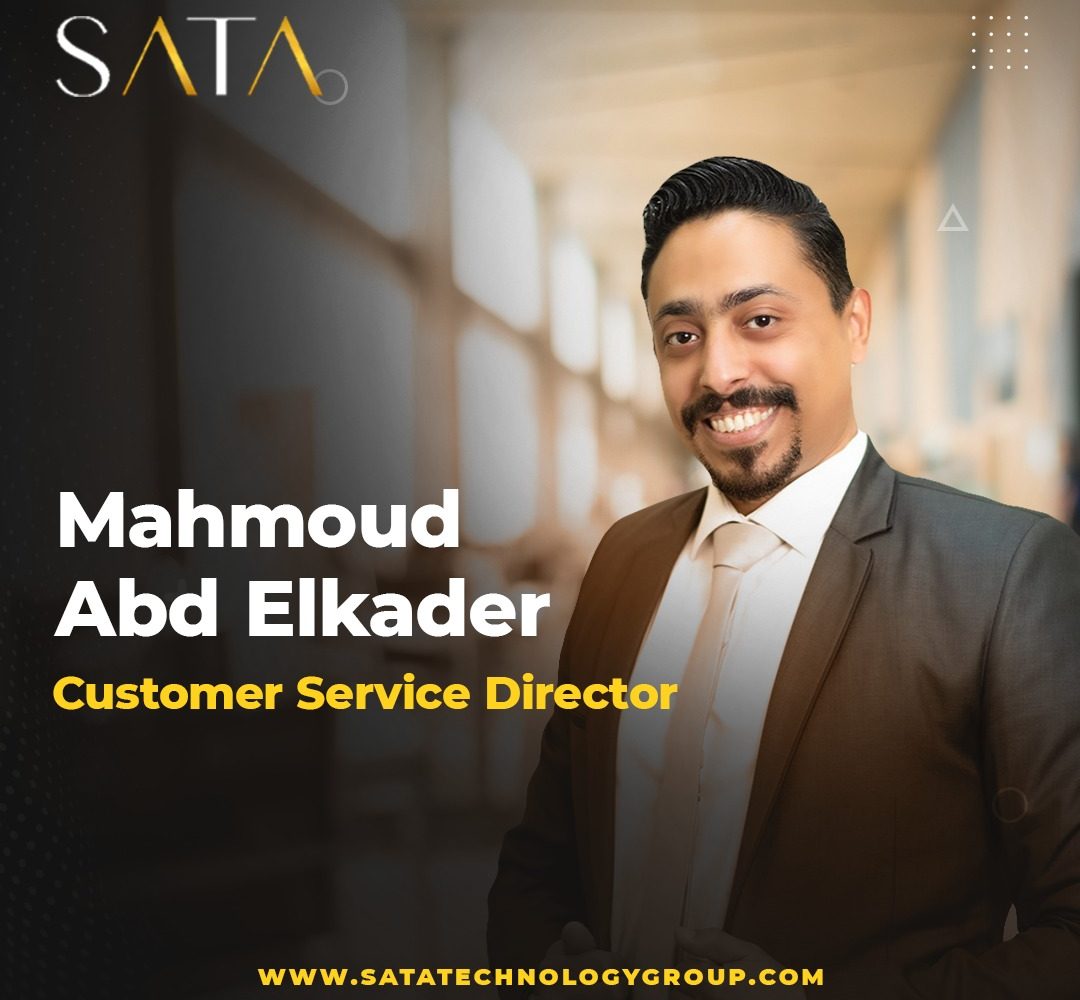 SATA
Mahmoud
Abd Elkader
Customer Service Director
WWW.SATATECHNOLOGYGROUP.COM